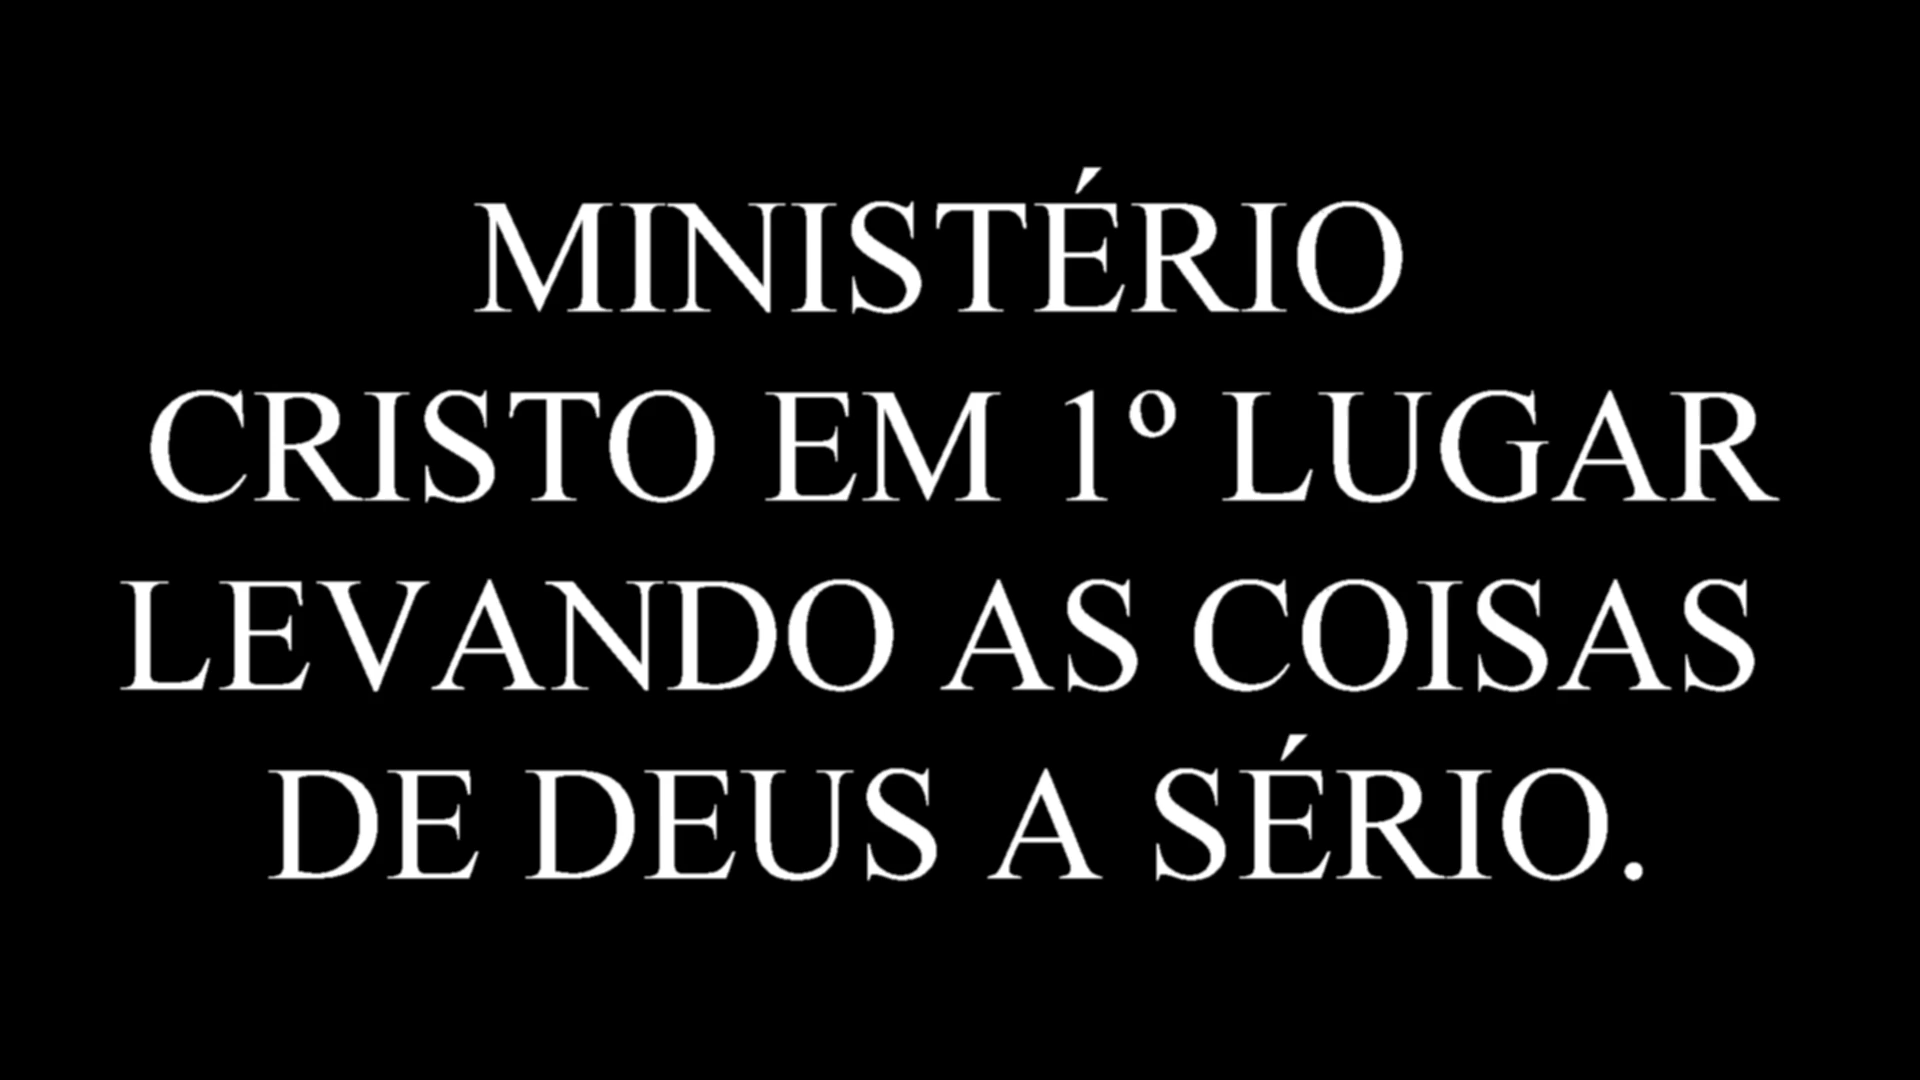 MINISTÉRIO
CRISTO EM 1º LUGAR
LEVANDO AS COISAS
DE DEUS A SÉRIO.